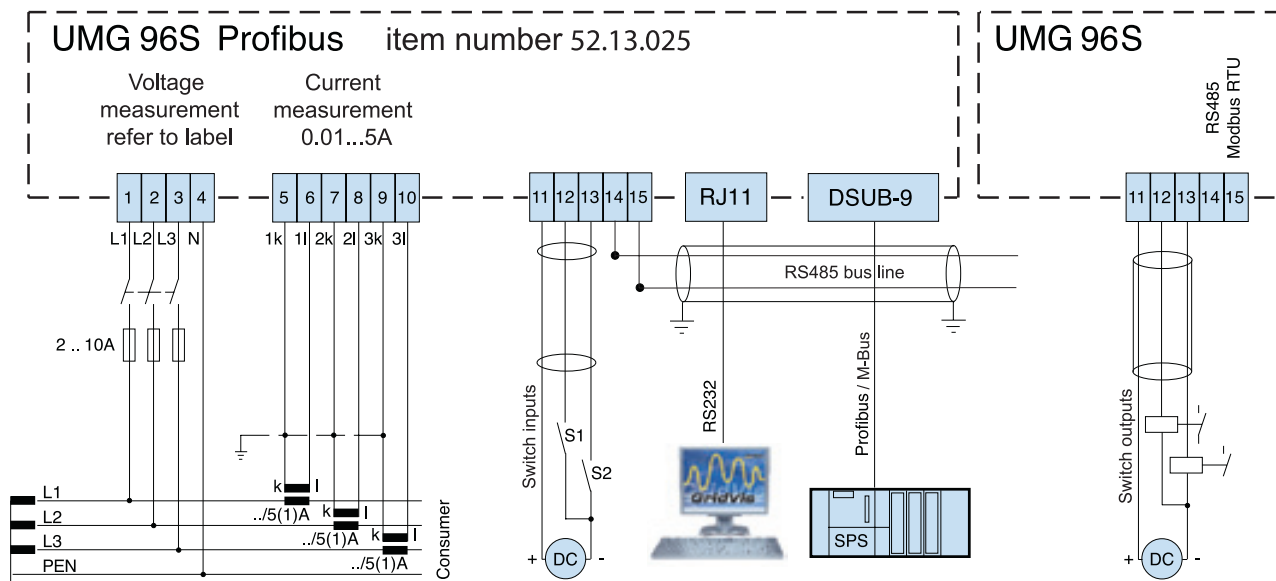 UMG 96S Profibus item number 52.13.025
Voltage
measurement
refer to label
Current
measurement
0.01...5A
1 2 3 4
5 6 7 8 9 10
11 12 13 14 15
RJ11
DSUB-9
L1 L2 L3 N
1k 1l 2k 2l 3k 3l
RS485 bus line
2 .. 10A
Switch inputs
S1
S2
RS232
Profibus / M-Bus
GridVis
SPS
L1
L2
L3
PEN
k l
../5(1)A
k l
../5(1)A
k l
../5(1)A
Consumer
+ DC -
UMG 96S
RS485
Modbus RTU
11 12 13 14 15
Switch outputs
+ DC -